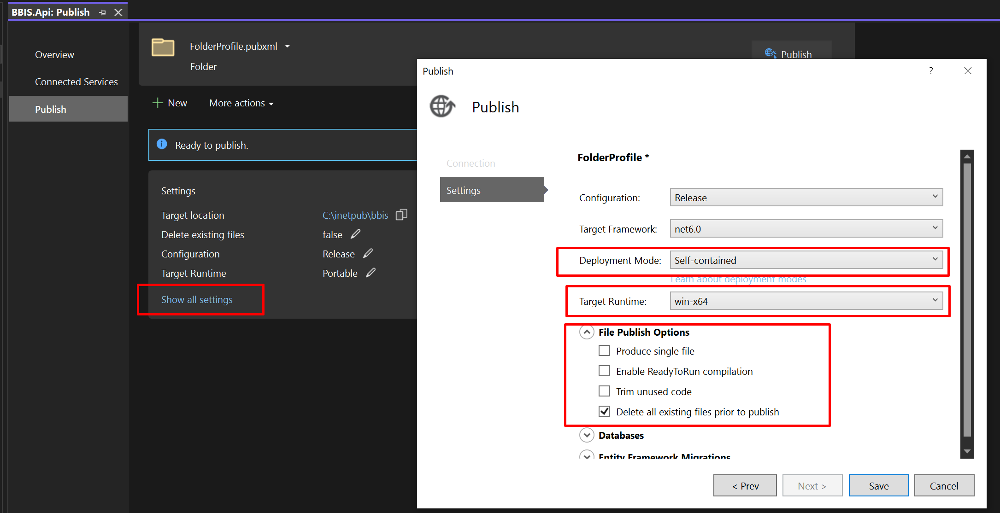 BBIS.Api: Publish
Overview
Connected Services
Publish
FolderProfile.pubxml
Folder
Publish
New
More actions
Ready to publish.
Settings
Target location C:\inetpub\bbis
Delete existing files false
Configuration Release
Target Runtime Portable
Show all settings
Publish ?
Publish
Connection
Settings
FolderProfile *
Configuration: Release
Target Framework: net6.0
Deployment Mode: Self-contained
Learn about deployment modes
Target Runtime: win-x64
File Publish Options
Produce single file
Enable ReadyToRun compilation
Trim unused code
Delete all existing files prior to publish
Databases
Entity Framework Migrations
< Prev Next > Save Cancel